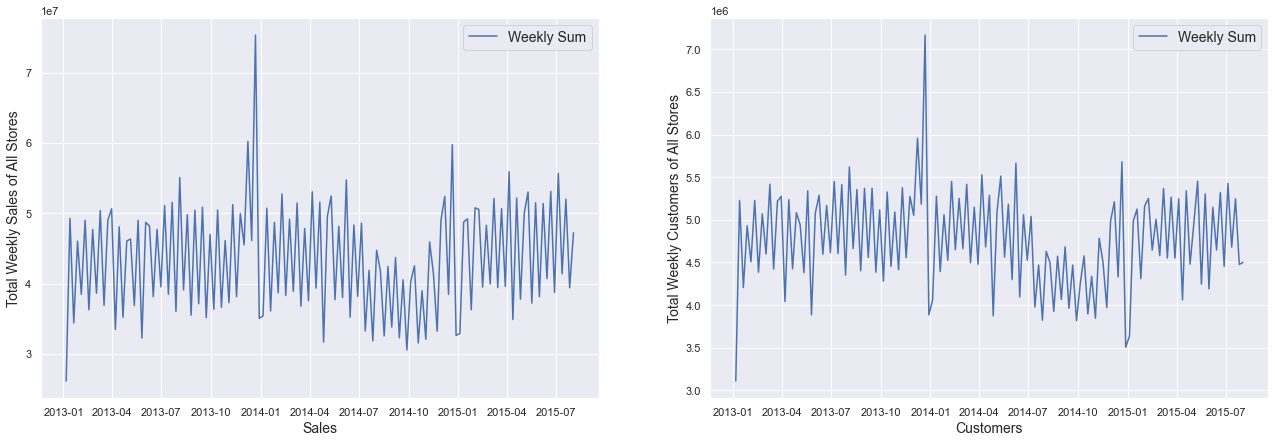 1e7
Weekly Sum
7
6
5
4
3
Total Weekly Sales of All Stores
2013-01 2013-04 2013-07 2013-10 2014-01 2014-04 2014-07 2014-10 2015-01 2015-04 2015-07
Sales
1e6
Weekly Sum
7.0
6.5
6.0
5.5
5.0
4.5
4.0
3.5
3.0
Total Weekly Customers of All Stores
2013-01 2013-04 2013-07 2013-10 2014-01 2014-04 2014-07 2014-10 2015-01 2015-04 2015-07
Customers